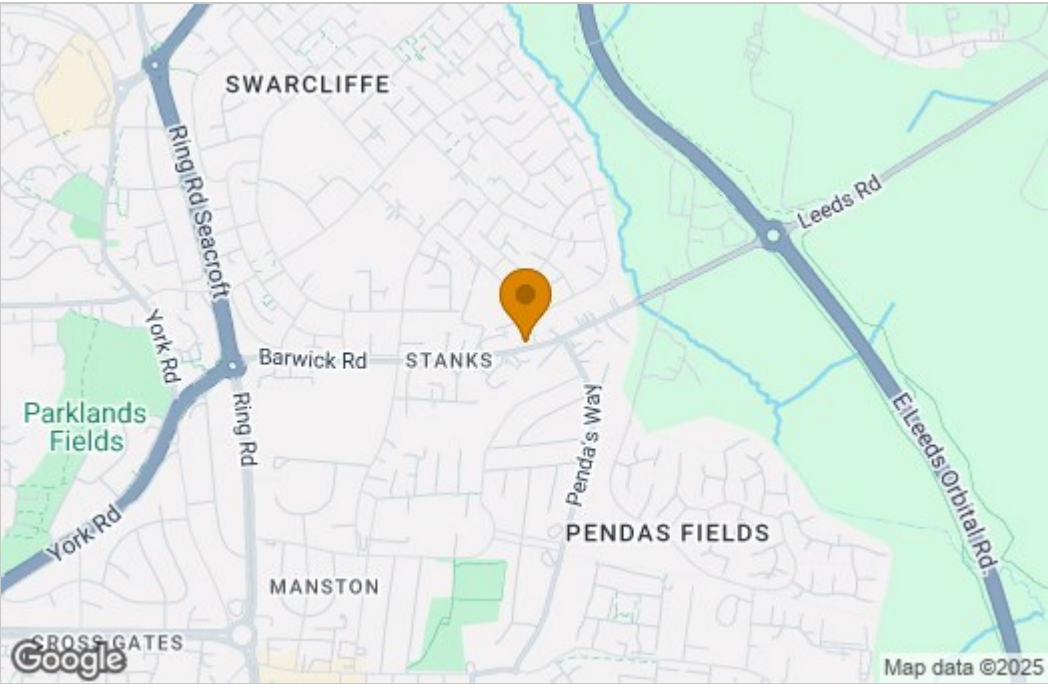 SWARCLIFFE
Ring Rd Seacroft
Leeds Rd
York Rd
Barwick Rd
STANKS
Parklands
Fields
Ring Rd
Penda's Way
E Leeds Orbital Rd
York Rd
PENDAS FIELDS
MANSTON
CROSS GATES
Google
Map data ©2025